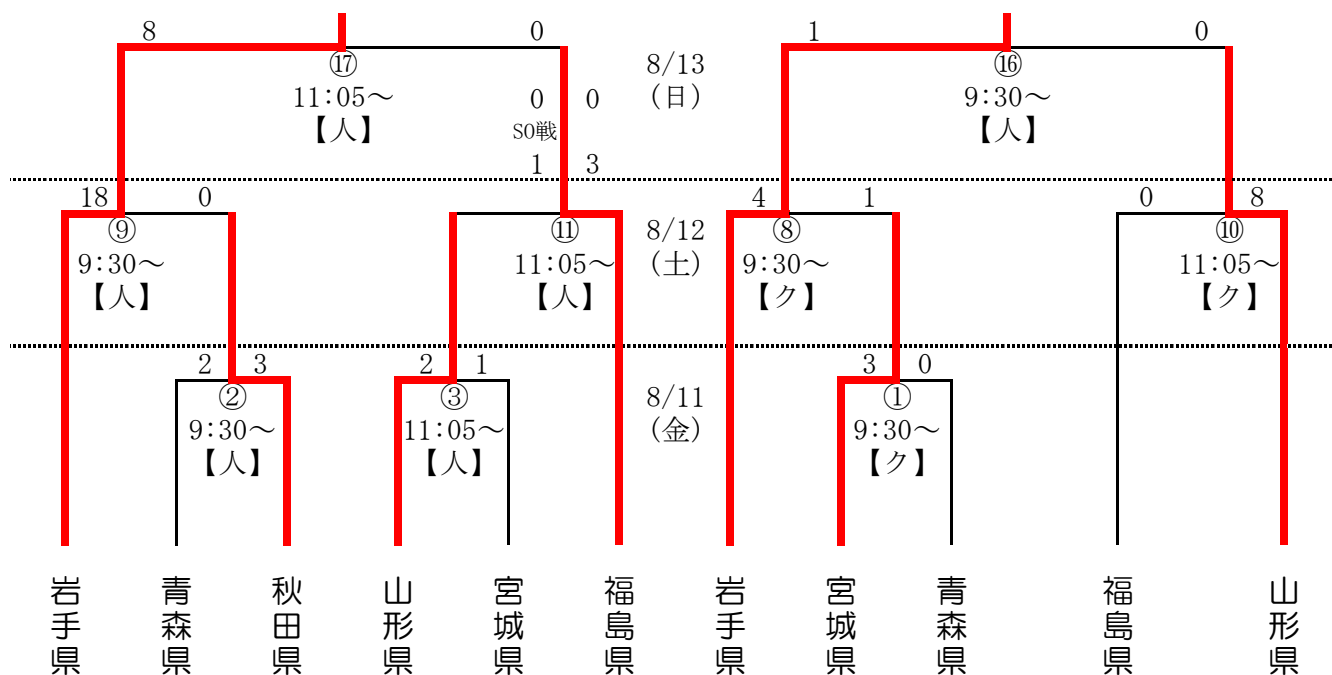 8 0 1 0
⑰ 8/13 ⑯
11:05～ 0 0 (日) 9:30～
【人】 SO戦 【人】
1 3
18 0 4 1 0 8
⑨ ⑪ 8/12 ⑧ ⑩
9:30～ 11:05～ (土) 9:30～ 11:05～
【人】 【人】 【ク】 【ク】
2 3 2 1 3 0
② ③ 8/11 ①
9:30～ 11:05～ (金) 9:30～
【人】 【人】 【ク】
岩手県
青森県
秋田県
山形県
宮城県
福島県
岩手県
宮城県
青森県
福島県
山形県